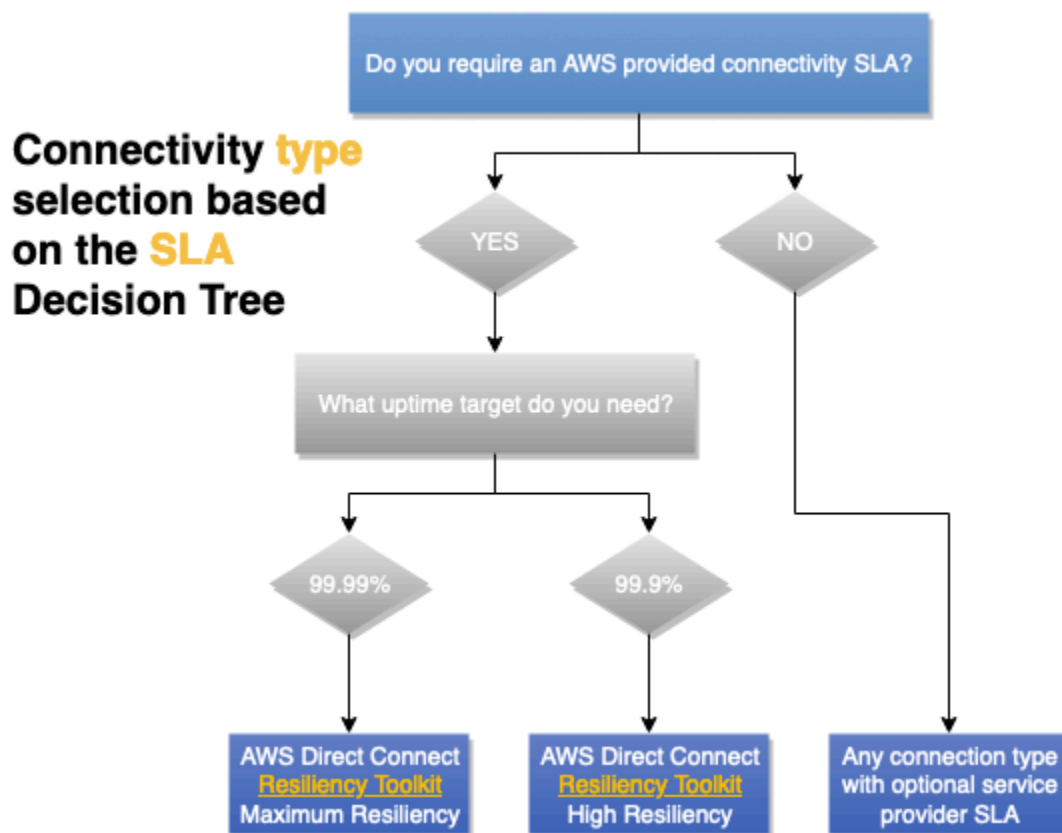 Do you require an AWS provided connectivity SLA?
Connectivity type
selection based
on the SLA
Decision Tree
YES
NO
What uptime target do you need?
99.99%
99.9%
AWS Direct Connect
Resiliency Toolkit
Maximum Resiliency
AWS Direct Connect
Resiliency Toolkit
High Resiliency
Any connection type
with optional service
provider SLA